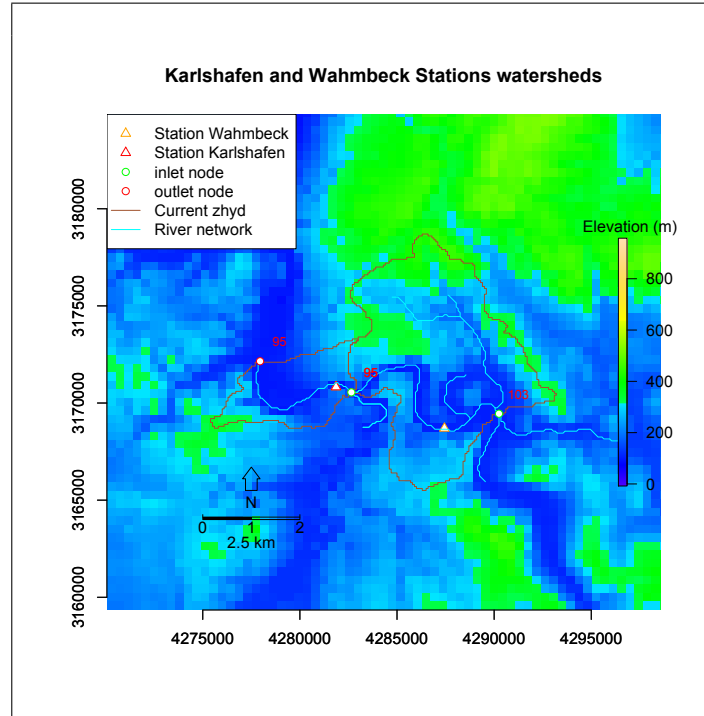 Karlshafen and Wahmbeck Stations watersheds
Station Wahmbeck
Station Karlshafen
inlet node
outlet node
Current zhyd
River network
Elevation (m)
800
600
400
200
0
95
103
N
0 1 2
2.5 km
3180000
3175000
3170000
3165000
3160000
4275000 4280000 4285000 4290000 4295000